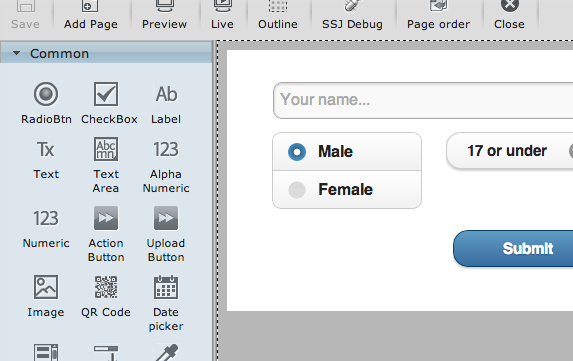 Save Add Page Preview Live Outline SSJ Debug Page order Close
Common
RadioBtn CheckBox Label
Ab
Tx Abc mn, 123
Text Text Area Alpha Numeric
123
Numeric Action Button Upload Button
Image QR Code Date picker
Your name...
Male
Female
17 or under
Submit